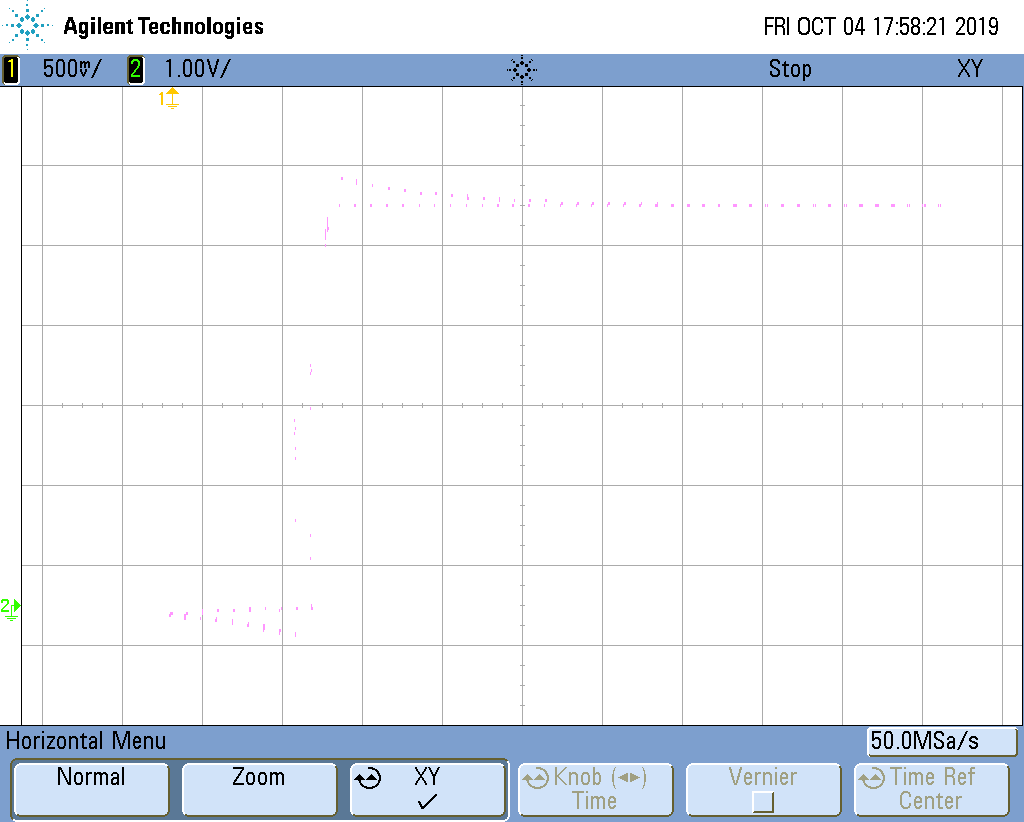 Agilent Technologies
FRI OCT 04 17:58:21 2019
1 500mV/ 2 1.00V/ Stop XY
1
2
Horizontal Menu
50.0MSa/s
Normal
Zoom
XY
✓
Knob (◄►)
Time
Vernier
Time Ref
Center